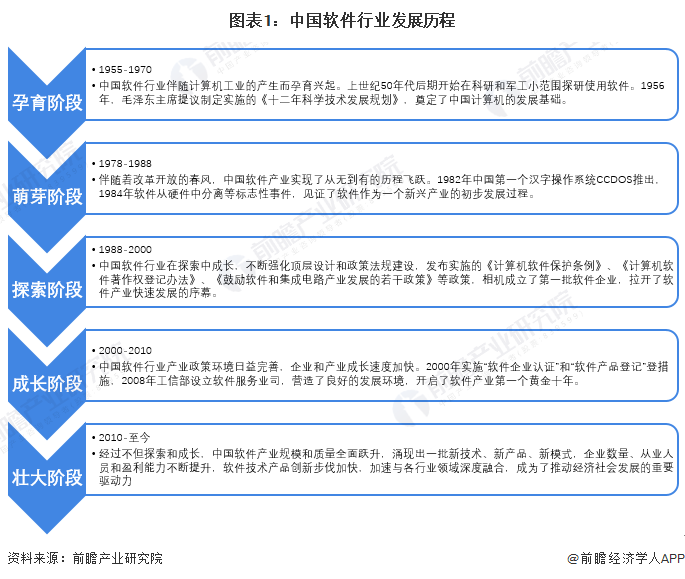 图表1：中国软件行业发展历程
孕育阶段
• 1955-1970
• 中国软件行业伴随计算机工业的产生而孕育兴起。上世纪50年代后期开始在科研和军工小范围探研使用软件。1956
年，毛泽东主席提议制定实施的《十二年科学技术发展规划》，奠定了中国计算机的发展基础。
萌芽阶段
• 1978-1988
• 伴随着改革开放的春风，中国软件产业实现了从无到有的历程飞跃。1982年中国第一个汉字操作系统CCDOS推出，
1984年软件从硬件中分离等标志性事件，见证了软件作为一个新兴产业的初步发展过程。
探索阶段
• 1988-2000
• 中国软件行业在探索中成长，不断强化顶层设计和政策法规建设，发布实施的《计算机软件保护条例》、《计算机软
件著作权登记办法》、《鼓励软件和集成电路产业发展的若干政策》等政策，相机成立了第一批软件企业，拉开了软
件产业快速发展的序幕。
成长阶段
• 2000-2010
• 中国软件行业产业政策环境日益完善，企业和产业成长速度加快。2000年实施“软件企业认证”和“软件产品登记”登措
施，2008年工信部设立软件服务业司，营造了良好的发展环境，开启了软件产业第一个黄金十年。
壮大阶段
• 2010-至今
• 经过不但探索和成长，中国软件产业规模和质量全面跃升，涌现出一批新技术、新产品、新模式，企业数量、从业人
员和盈利能力不断提升，软件技术产品创新步伐加快，加速与各行业领域深度融合，成为了推动经济社会发展的重要
驱动力
资料来源：前瞻产业研究院
@前瞻经济学人APP
前瞻产业研究院